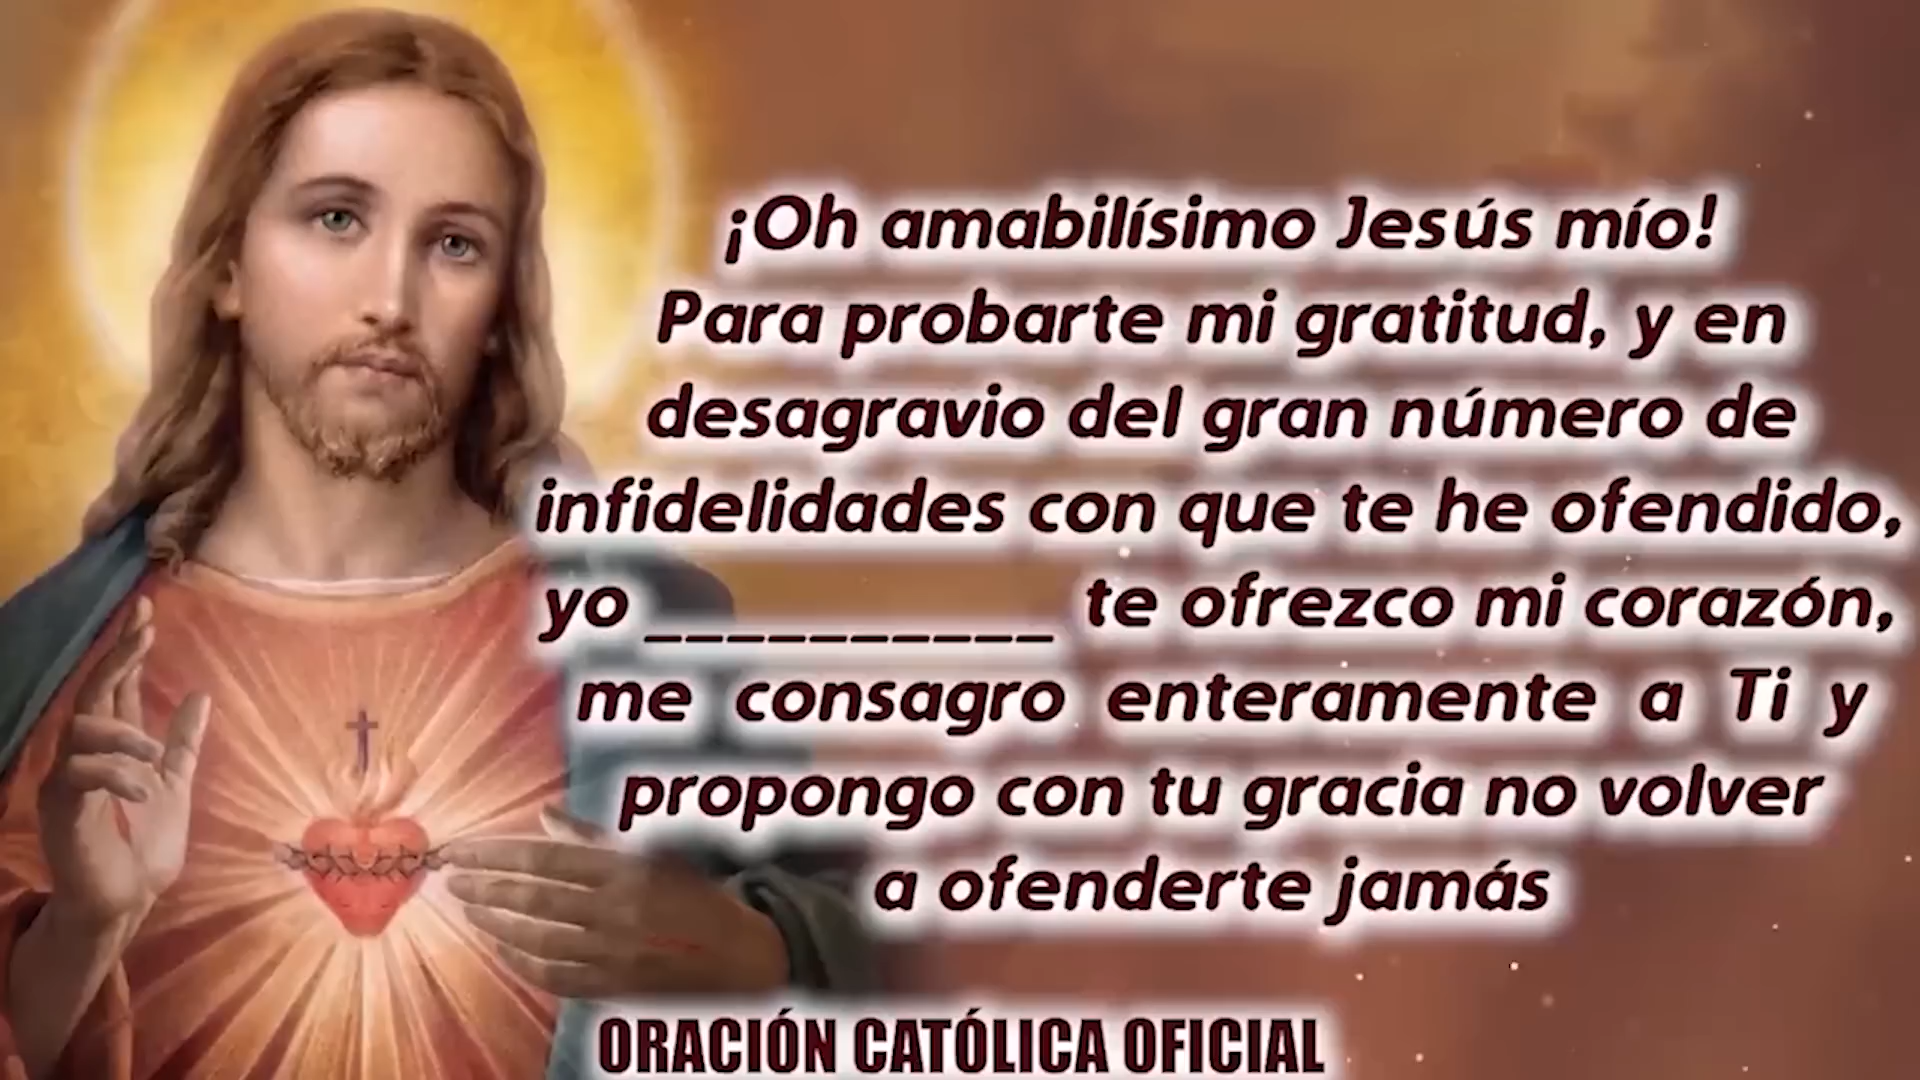 ¡Oh amabilísimo Jesús mío!
Para probarte mi gratitud, y en
desagravio del gran número de
infidelidades con que te he ofendido,
yo __________ te ofrezco mi corazón,
me consagro enteramente a Ti y
propongo con tu gracia no volver
a ofenderte jamás
ORACIÓN CATÓLICA OFICIAL